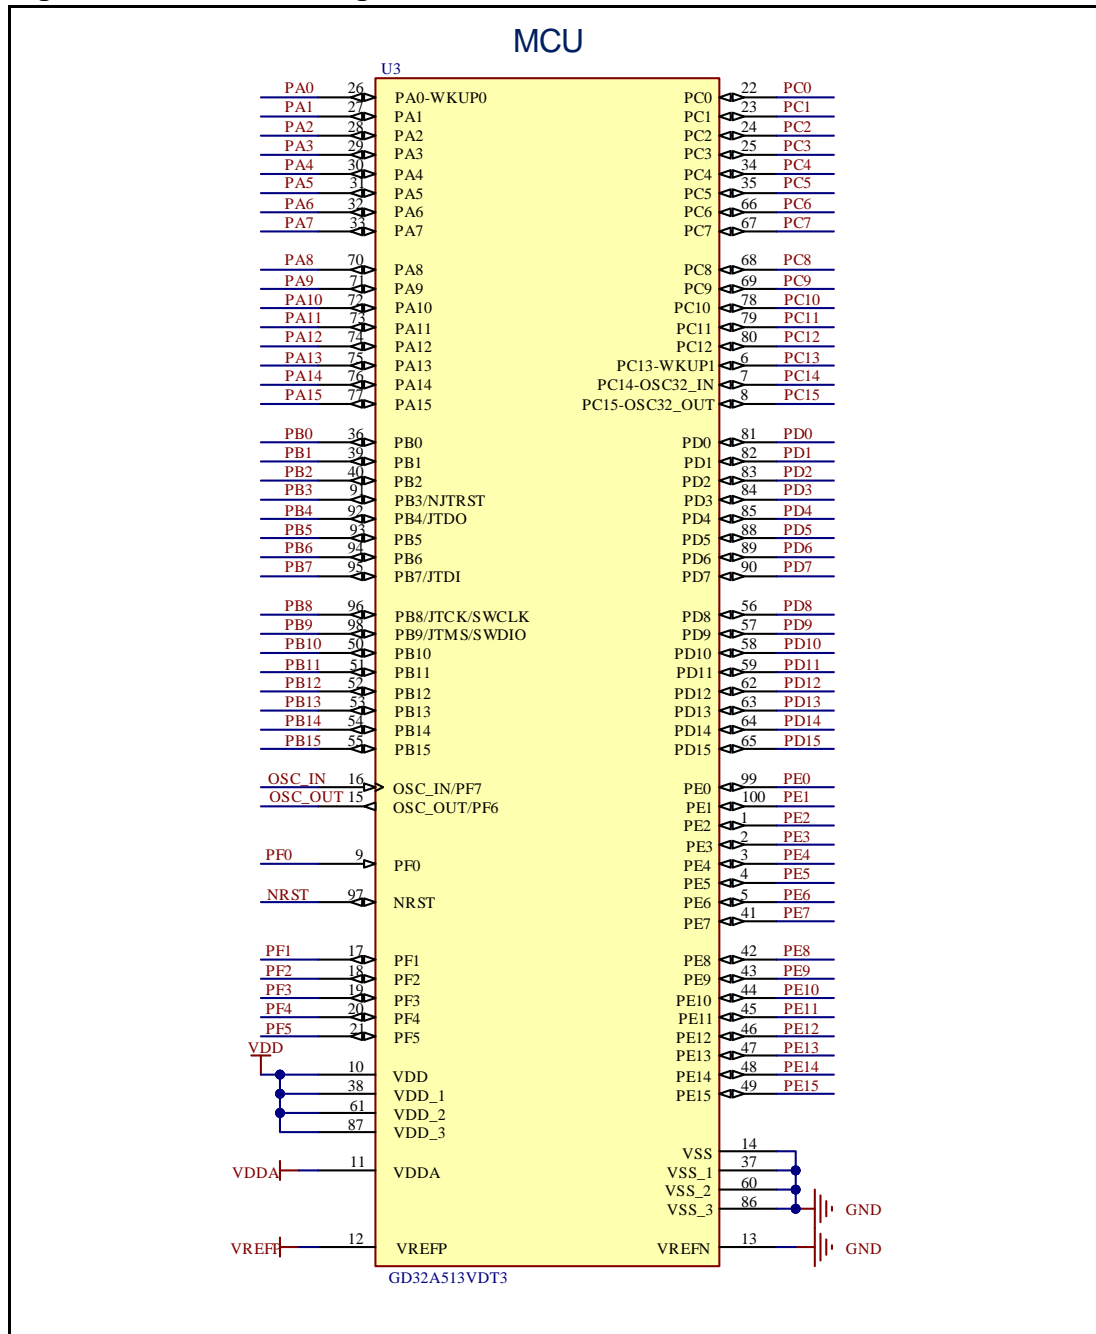 MCU
U3
PA0 26 PA0-WKUP0 PC0 22 PC0
PA1 27 PA1 PC1 23 PC1
PA2 28 PA2 PC2 24 PC2
PA3 29 PA3 PC3 25 PC3
PA4 30 PA4 PC4 34 PC4
PA5 31 PA5 PC5 35 PC5
PA6 32 PA6 PC6 66 PC6
PA7 33 PA7 PC7 67 PC7
PA8 70 PA8 PC8 68 PC8
PA9 71 PA9 PC9 69 PC9
PA10 72 PA10 PC10 78 PC10
PA11 73 PA11 PC11 79 PC11
PA12 74 PA12 PC12 80 PC12
PA13 75 PA13 PC13-WKUP1 6 PC13
PA14 76 PA14 PC14-OSC32_IN 7 PC14
PA15 77 PA15 PC15-OSC32_OUT 8 PC15
PB0 36 PB0 PD0 81 PD0
PB1 39 PB1 PD1 82 PD1
PB2 40 PB2 PD2 83 PD2
PB3 91 PB3/NJTRST PD3 84 PD3
PB4 92 PB4/JTDO PD4 85 PD4
PB5 93 PB5 PD5 88 PD5
PB6 94 PB6 PD6 89 PD6
PB7 95 PB7/JTDI PD7 90 PD7
PB8 96 PB8/JTCK/SWCLK PD8 56 PD8
PB9 98 PB9/JTMS/SWDIO PD9 57 PD9
PB10 50 PB10 PD10 58 PD10
PB11 51 PB11 PD11 59 PD11
PB12 52 PB12 PD12 62 PD12
PB13 53 PB13 PD13 63 PD13
PB14 54 PB14 PD14 64 PD14
PB15 55 PB15 PD15 65 PD15
OSC_IN 16 OSC_IN/PF7 PE0 99 PE0
OSC_OUT 15 OSC_OUT/PF6 PE1 100 PE1
PE2 1 PE2
PE3 2 PE3
PF0 9 PF0 PE4 3 PE4
PE5 4 PE5
NRST 97 NRST PE6 5 PE6
PE7 41 PE7
PF1 17 PF1 PE8 42 PE8
PF2 18 PF2 PE9 43 PE9
PF3 19 PF3 PE10 44 PE10
PF4 20 PF4 PE11 45 PE11
PF5 21 PF5 PE12 46 PE12
VDD PE13 47 PE13
10 VDD PE14 48 PE14
38 VDD_1 PE15 49 PE15
61 VDD_2
87 VDD_3
VSS 14
VDDA 11 VDDA VSS_1 37
VSS_2 60
VSS_3 86 GND
VREFP 12 VREFP VREFN 13 GND
GD32A513VDT3